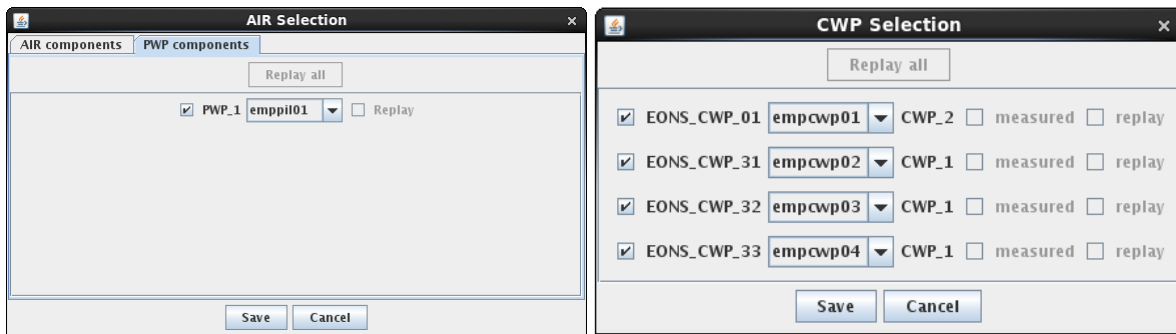 AIR Selection
AIR components PWP components
Replay all
PWP_1 emppil01 Replay
Save Cancel
CWP Selection
Replay all
EONS_CWP_01 empcwp01 CWP_2 measured replay
EONS_CWP_31 empcwp02 CWP_1 measured replay
EONS_CWP_32 empcwp03 CWP_1 measured replay
EONS_CWP_33 empcwp04 CWP_1 measured replay
Save Cancel